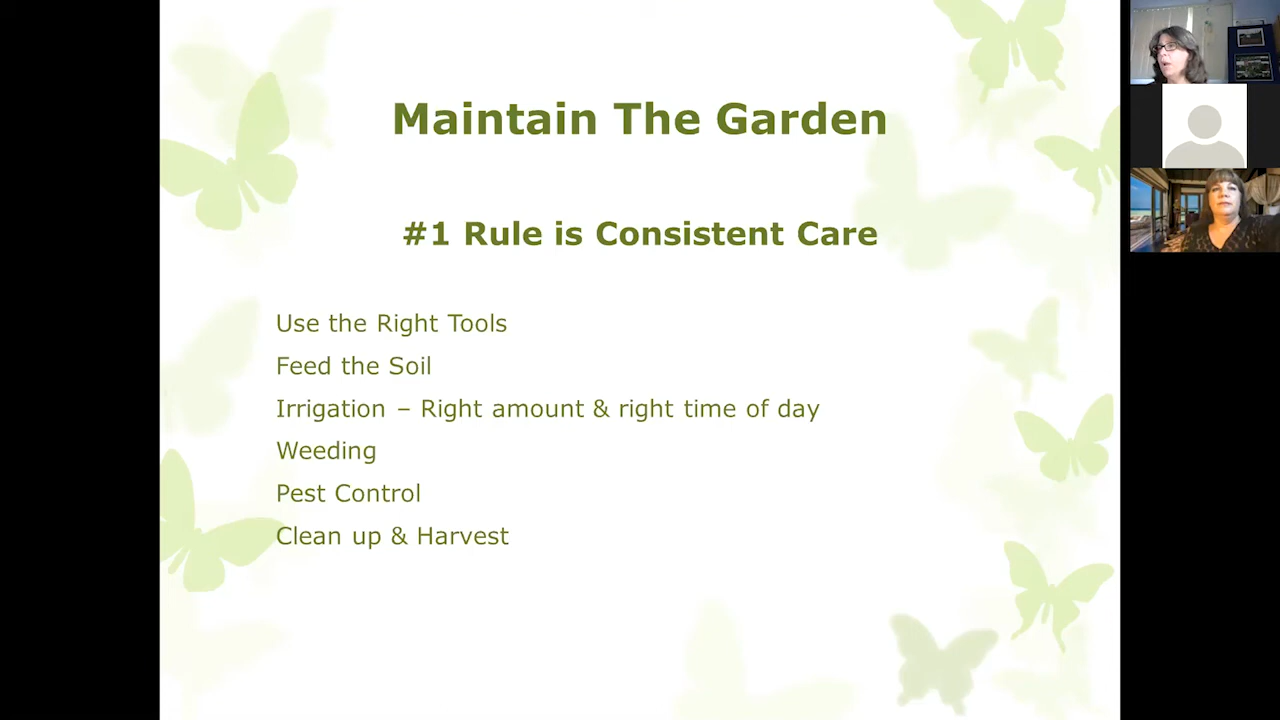 Maintain The Garden
#1 Rule is Consistent Care
Use the Right Tools
Feed the Soil
Irrigation – Right amount & right time of day
Weeding
Pest Control
Clean up & Harvest